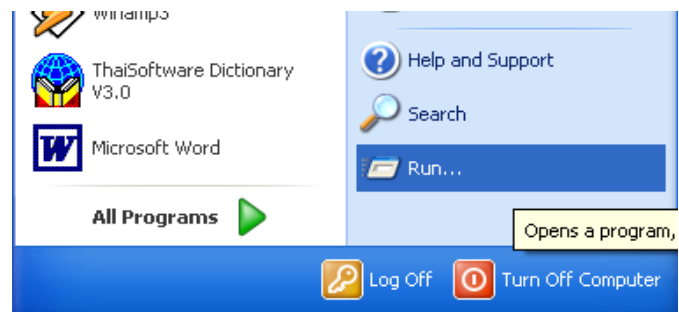 Winamp3
ThaiSoftware Dictionary
V3.0
Microsoft Word
All Programs
Help and Support
Search
Run...
Opens a program,
Log Off
Turn Off Computer